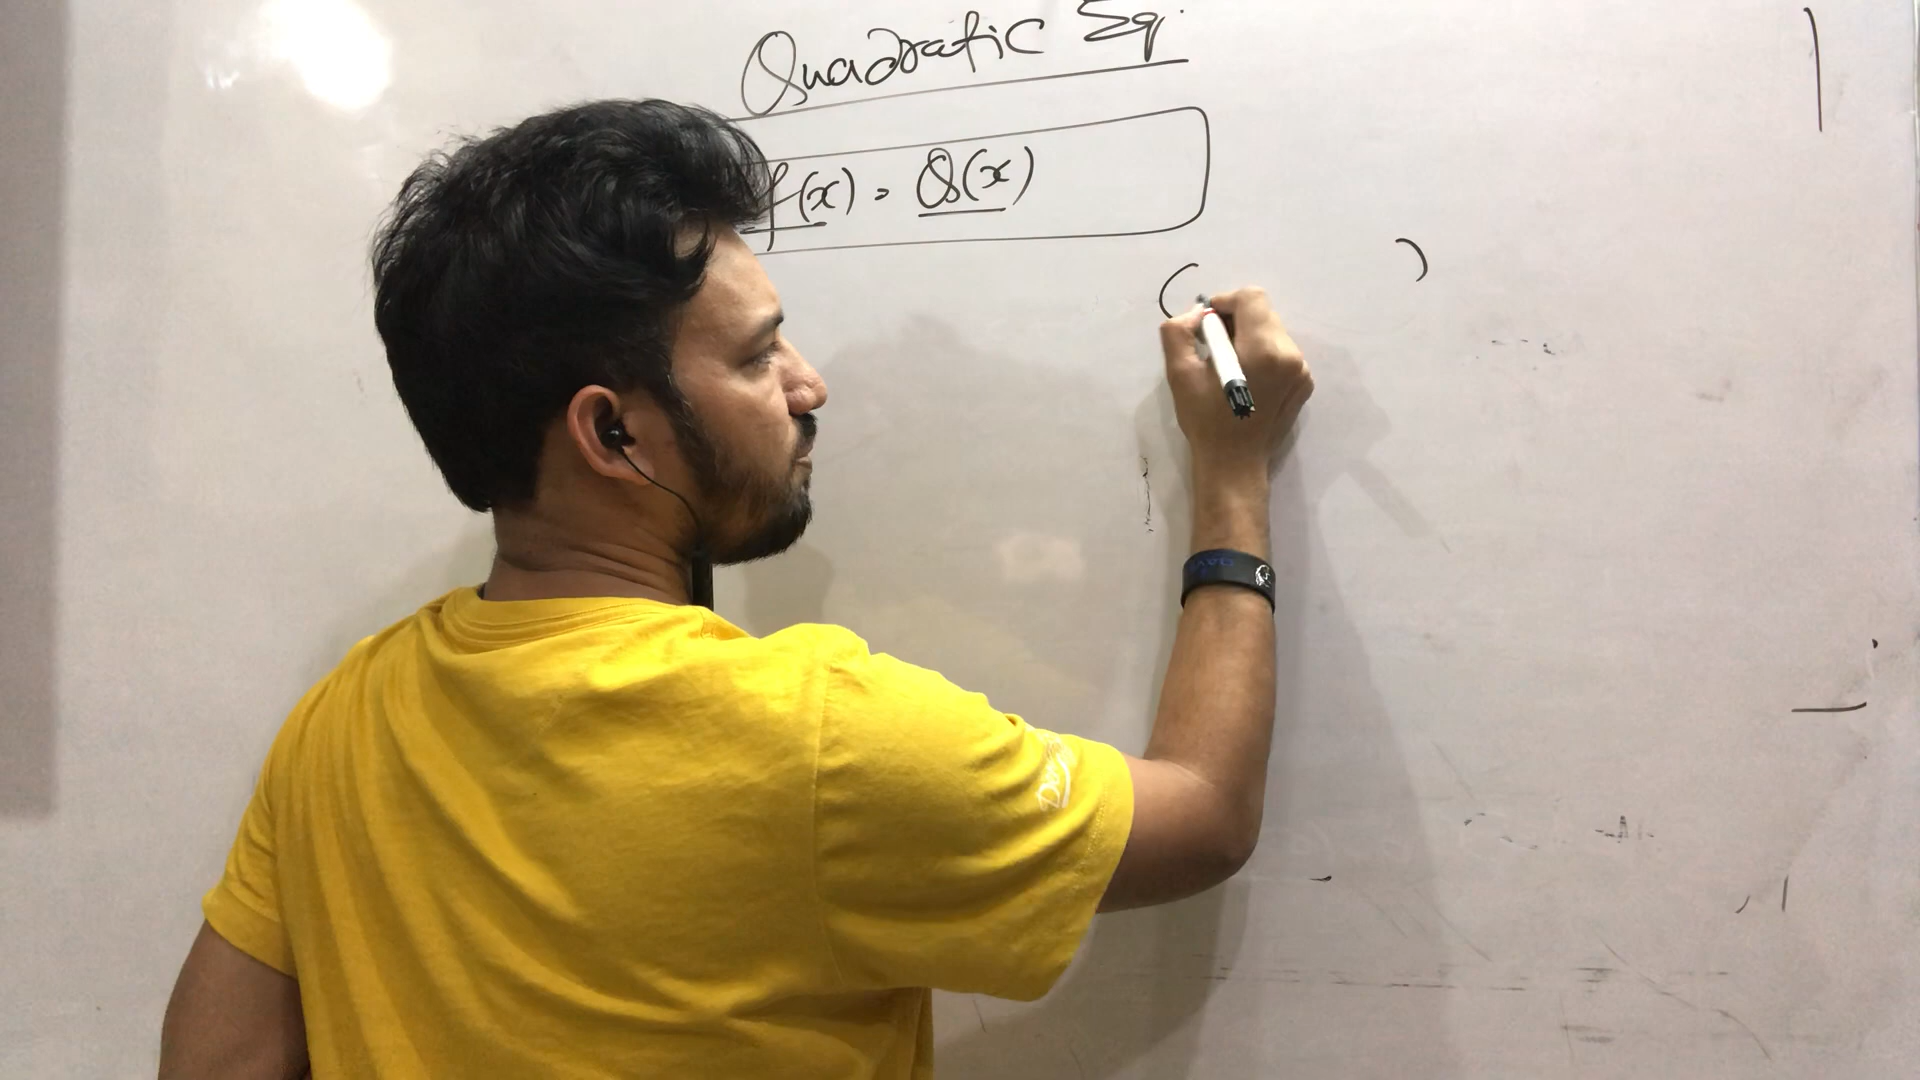 Quadratic Eq.
f(x) = Q(x)
( )